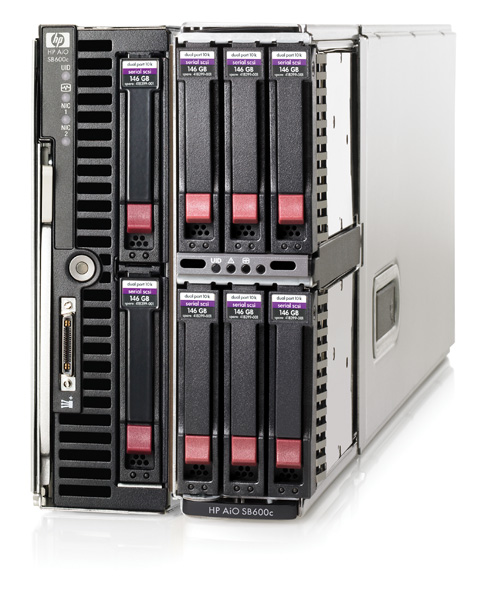 hp
HP AiO
SB600c
UID
NIC
1
NIC
2
dual port 10k
serial scsi
146 GB
dual port 10k
serial scsi
146 GB
dual port 10k
serial scsi
146 GB
dual port 10k
serial scsi
146 GB
UID
dual port 10k
serial scsi
146 GB
dual port 10k
serial scsi
146 GB
dual port 10k
serial scsi
146 GB
dual port 10k
serial scsi
146 GB
HP AiO SB600c